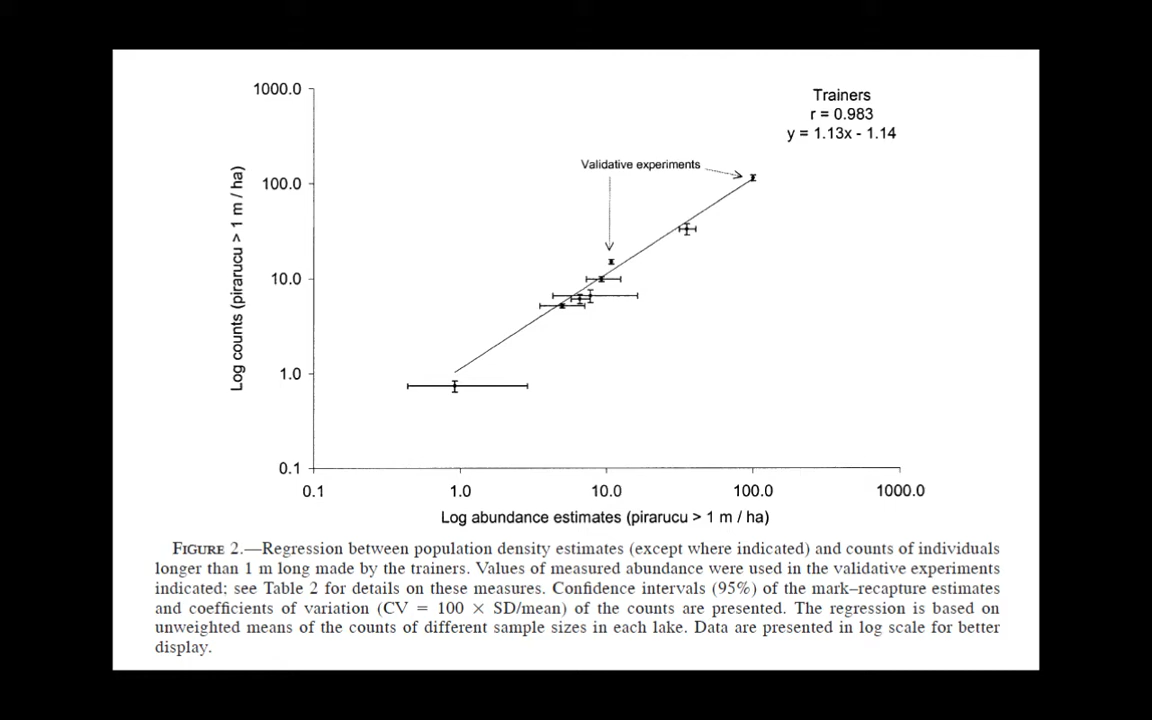 1000.0
Trainers
r = 0.983
y = 1.13x - 1.14
Validative experiments
100.0
10.0
1.0
0.1
Log counts (pirarucu > 1 m / ha)
0.1 1.0 10.0 100.0 1000.0
Log abundance estimates (pirarucu > 1 m / ha)
FIGURE 2.—Regression between population density estimates (except where indicated) and counts of individuals
longer than 1 m long made by the trainers. Values of measured abundance were used in the validative experiments
indicated; see Table 2 for details on these measures. Confidence intervals (95%) of the mark–recapture estimates
and coefficients of variation (CV = 100 × SD/mean) of the counts are presented. The regression is based on
unweighted means of the counts of different sample sizes in each lake. Data are presented in log scale for better
display.